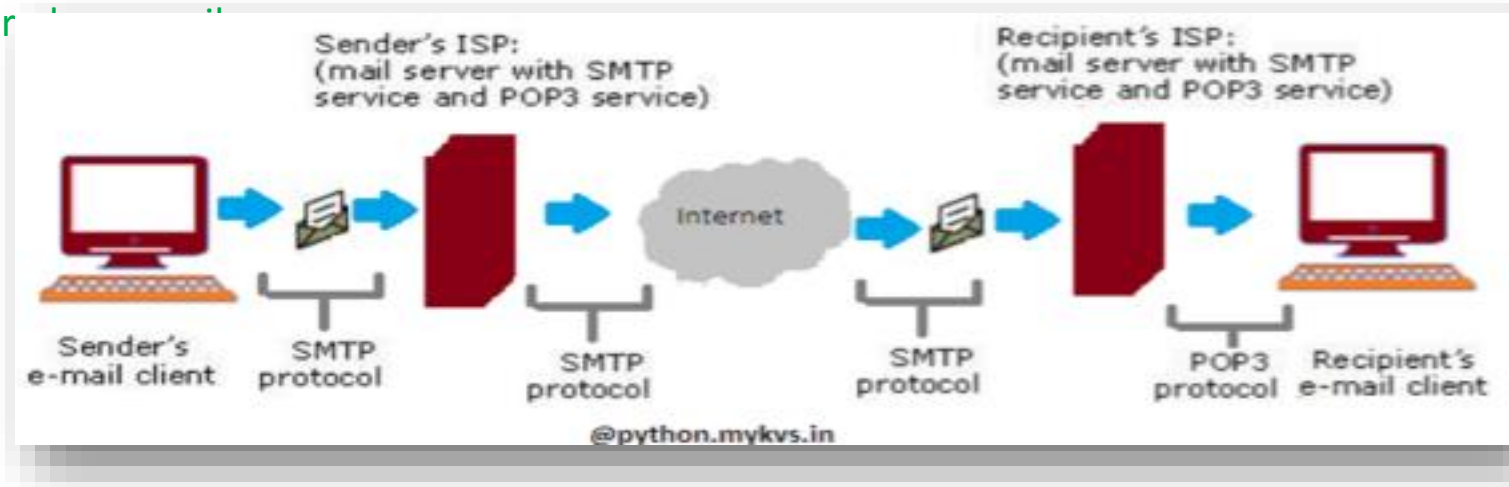 Sender's ISP:
(mail server with SMTP
service and POP3 service)
Recipient's ISP:
(mail server with SMTP
service and POP3 service)
Internet
Sender's
e-mail client
SMTP
protocol
SMTP
protocol
SMTP
protocol
POP3
protocol
Recipient's
e-mail client
@python.mykvs.in